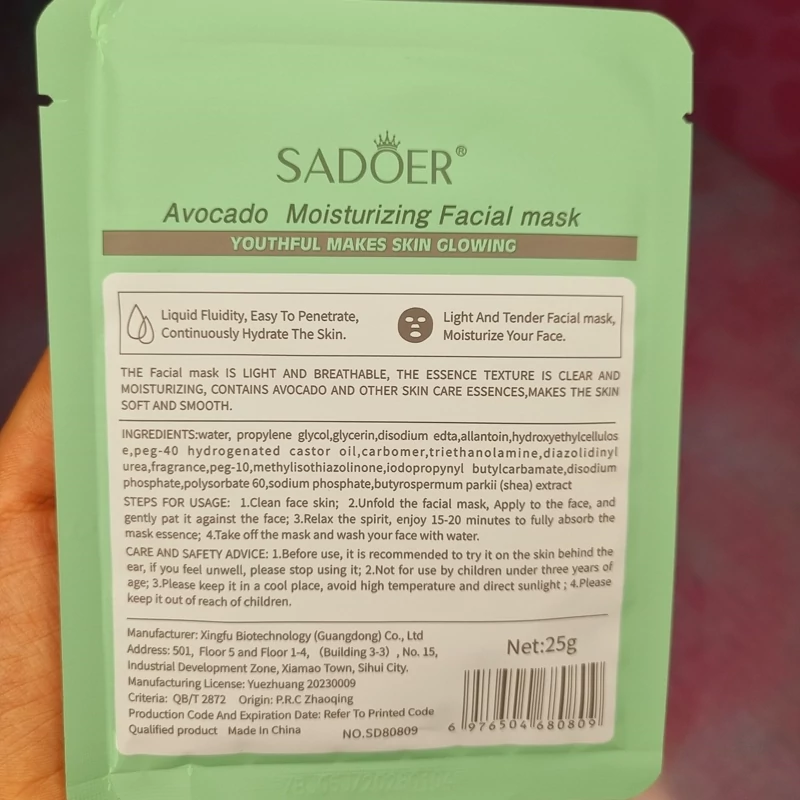 SADOER®
Avocado Moisturizing Facial mask
YOUTHFUL MAKES SKIN GLOWING
Liquid Fluidity, Easy To Penetrate,
Continuously Hydrate The Skin.
Light And Tender Facial mask,
Moisturize Your Face.
THE Facial mask IS LIGHT AND BREATHABLE, THE ESSENCE TEXTURE IS CLEAR AND
MOISTURIZING, CONTAINS AVOCADO AND OTHER SKIN CARE ESSENCES,MAKES THE SKIN
SOFT AND SMOOTH.
INGREDIENTS:water, propylene glycol,glycerin,disodium edta,allantoin,hydroxyethylcellulos
e,peg-40 hydrogenated castor oil,carbomer,triethanolamine,diazolidinyl
urea,fragrance,peg-10,methylisothiazolinone,iodopropynyl butylcarbamate,disodium
phosphate,polysorbate 60,sodium phosphate,butyrospermum parkii (shea) extract
STEPS FOR USAGE: 1.Clean face skin; 2.Unfold the facial mask, Apply to the face, and
gently pat it against the face; 3.Relax the spirit, enjoy 15-20 minutes to fully absorb the
mask essence; 4.Take off the mask and wash your face with water.
CARE AND SAFETY ADVICE: 1.Before use, it is recommended to try it on the skin behind the
ear, if you feel unwell, please stop using it; 2.Not for use by children under three years of
age; 3.Please keep it in a cool place, avoid high temperature and direct sunlight ; 4.Please
keep it out of reach of children.
Manufacturer: Xingfu Biotechnology (Guangdong) Co., Ltd
Address: 501, Floor 5 and Floor 1-4, （Building 3-3）, No. 15,
Industrial Development Zone, Xiamao Town, Sihui City.
Manufacturing License: Yuezhuang 20230009
Criteria: QB/T 2872 Origin: P.R.C Zhaoqing
Production Code And Expiration Date: Refer To Printed Code
Qualified product Made In China NO.SD80809
Net:25g
6 976504 680809